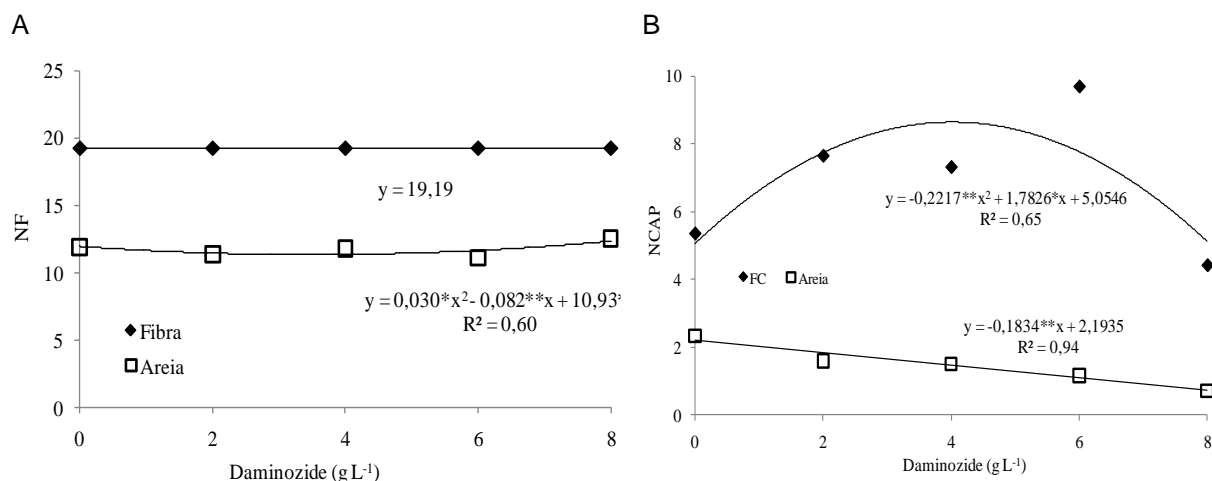 A
25
20
15
10
5
0
NF
y = 19,19
y = 0,030*x² - 0,082**x + 10,93*
R² = 0,60
Fibra
Areia
0 2 4 6 8
Daminozide (g L⁻¹)
B
10
8
6
4
2
0
NCAP
y = -0,2217**x² + 1,7826*x + 5,0546
R² = 0,65
FC Areia
y = -0,1834**x + 2,1935
R² = 0,94
0 2 4 6 8
Daminozide (g L⁻¹)